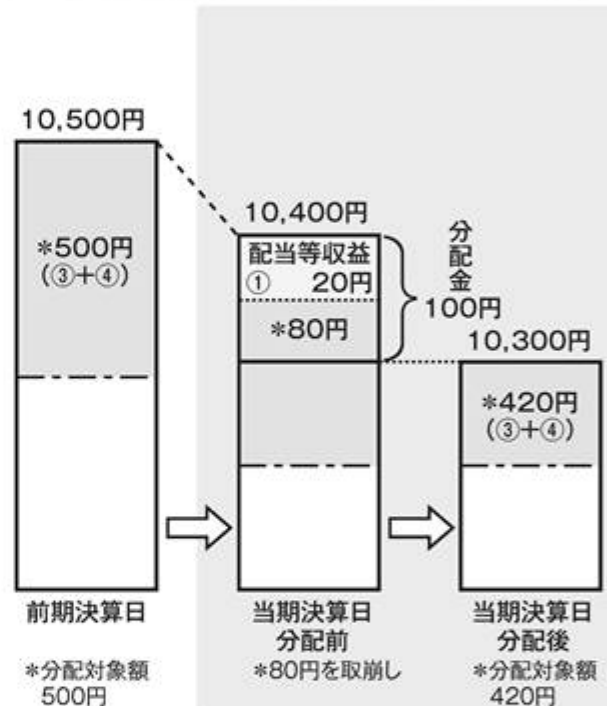 10,500円
*500円
(③+④)
前期決算日
*分配対象額
500円
10,400円
配当等収益
① 20円
*80円
分配金
100円
当期決算日
分配前
*80円を取崩し
10,300円
*420円
(③+④)
当期決算日
分配後
*分配対象額
420円